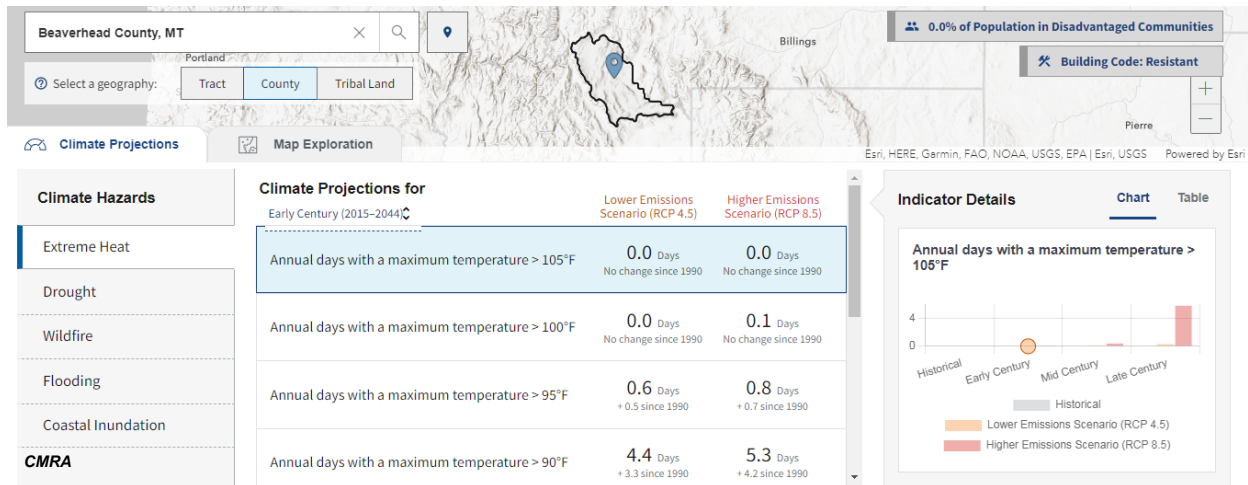 Beaverhead County, MT
0.0% of Population in Disadvantaged Communities
Billings
Portland
Building Code: Resistant
Select a geography:
Tract
County
Tribal Land
Pierre
Climate Projections
Map Exploration
Esri, HERE, Garmin, FAO, NOAA, USGS, EPA | Esri, USGS
Powered by Esri
Climate Hazards
Extreme Heat
Drought
Wildfire
Flooding
Coastal Inundation
CMRA
Climate Projections for
Early Century (2015–2044)
Lower Emissions
Scenario (RCP 4.5)
Higher Emissions
Scenario (RCP 8.5)
Annual days with a maximum temperature > 105°F
0.0 Days
No change since 1990
0.0 Days
No change since 1990
Annual days with a maximum temperature > 100°F
0.0 Days
No change since 1990
0.1 Days
No change since 1990
Annual days with a maximum temperature > 95°F
0.6 Days
+ 0.5 since 1990
0.8 Days
+ 0.7 since 1990
Annual days with a maximum temperature > 90°F
4.4 Days
+ 3.3 since 1990
5.3 Days
+ 4.2 since 1990
Indicator Details
Chart
Table
Annual days with a maximum temperature >
105°F
4
0
Historical
Early Century
Mid Century
Late Century
Historical
Lower Emissions Scenario (RCP 4.5)
Higher Emissions Scenario (RCP 8.5)